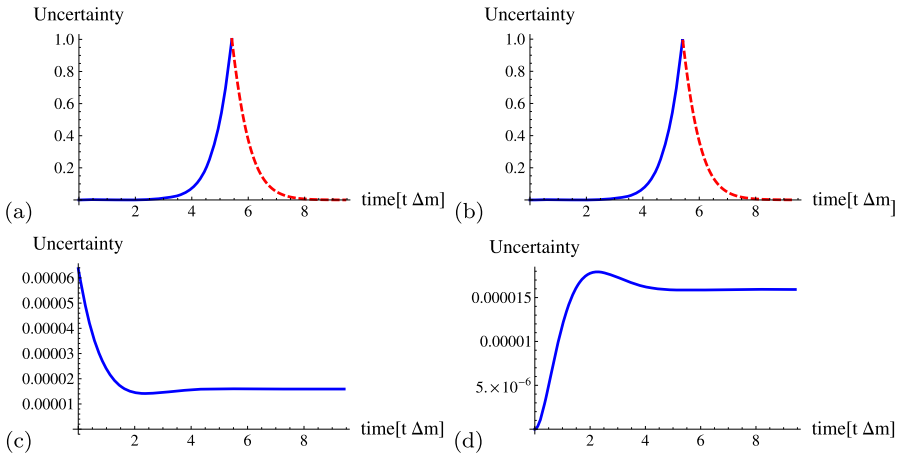 Uncertainty
1.0
0.8
0.6
0.4
0.2
2 4 6 8
time[t Δm]
(a)
Uncertainty
1.0
0.8
0.6
0.4
0.2
2 4 6 8
time[t Δm]
(b)
Uncertainty
0.00006
0.00005
0.00004
0.00003
0.00002
0.00001
2 4 6 8
time[t Δm]
(c)
Uncertainty
0.000015
0.00001
5.×10⁻⁶
2 4 6 8
time[t Δm]
(d)